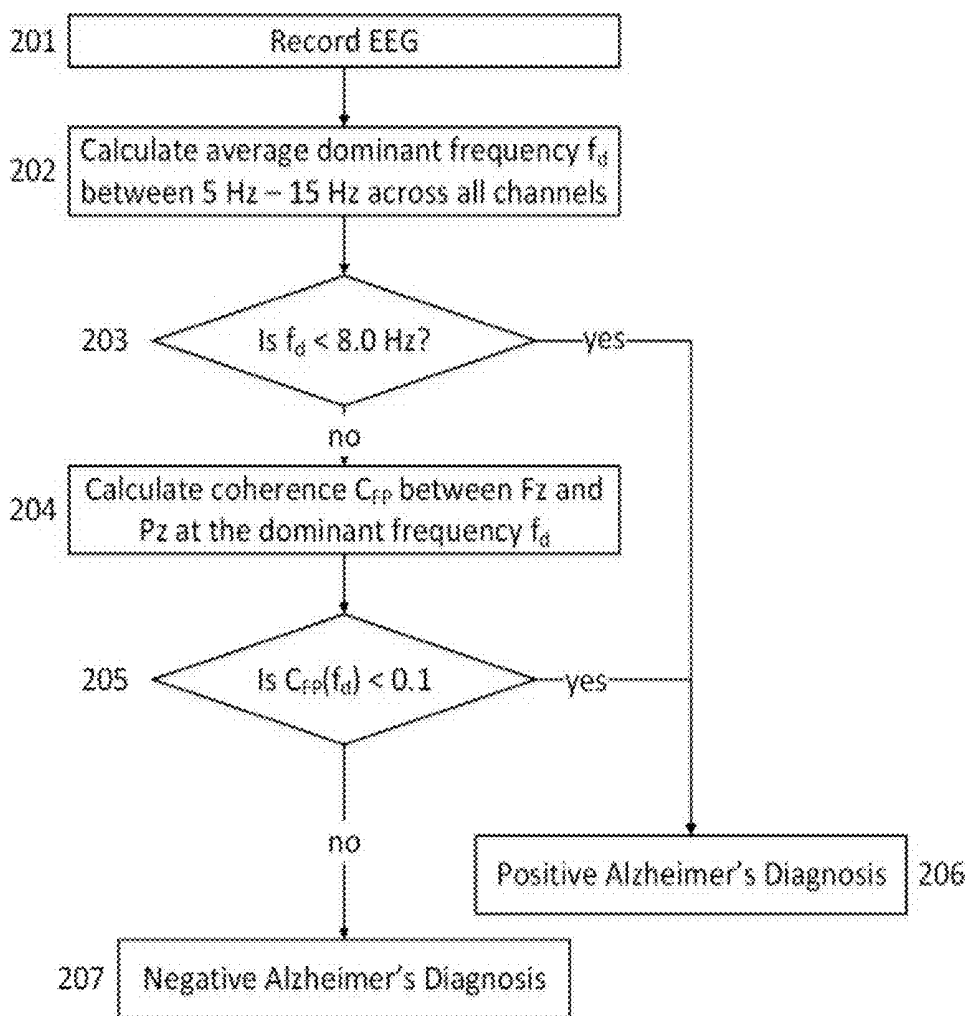 201
Record EEG
202
Calculate average dominant frequency fd
between 5 Hz – 15 Hz across all channels
203
Is fd < 8.0 Hz?
yes
no
204
Calculate coherence CFP between Fz and
Pz at the dominant frequency fd
205
Is CFP(fd) < 0.1
yes
no
Positive Alzheimer's Diagnosis
206
207
Negative Alzheimer's Diagnosis